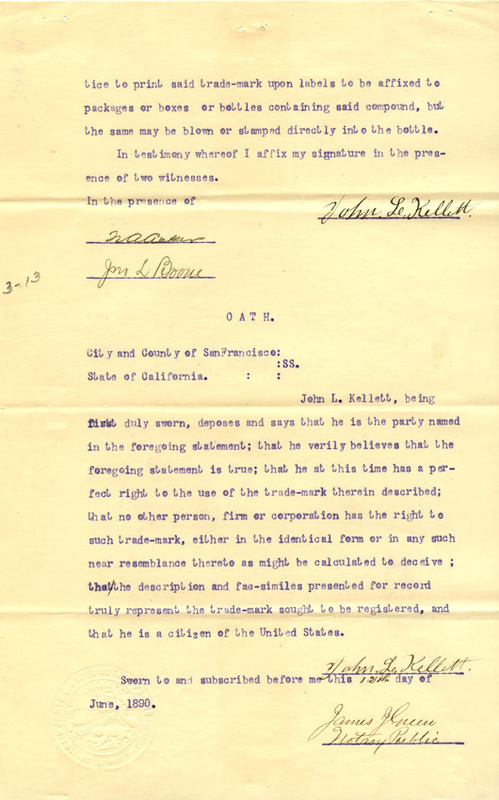 tice to print said trade-mark upon labels to be affixed to
packages or boxes or bottles containing said compound, but
the same may be blown or stamped directly into the bottle.
In testimony whereof I affix my signature in the pres-
ence of two witnesses.
In the presence of
John L. Kellett.
Jno L Boone
3-13
OATH.
City and County of SanFrancisco:
:SS.
State of California. : :
John L. Kellett, being
first duly sworn, deposes and says that he is the party named
in the foregoing statement; that he verily believes that the
foregoing statement is true; that he at this time has a per-
fect right to the use of the trade-mark therein described;
that no other person, firm or corporation has the right to
such trade-mark, either in the identical form or in any such
near resemblance thereto as might be calculated to deceive ;
that/the description and fac-similes presented for record
truly represent the trade-mark sought to be registered, and
that he is a citizen of the United States.
John L. Kellett.
Sworn to and subscribed before me this 12th day of
June, 1890.
James J Green
Notary Public